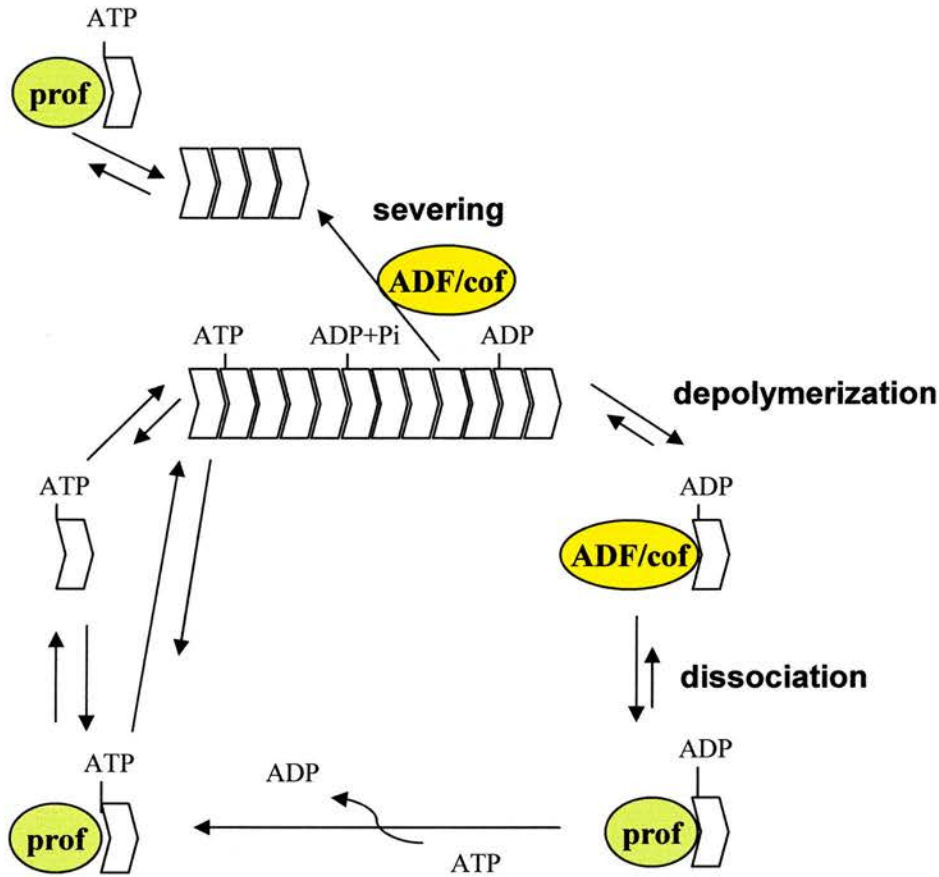 ATP
prof
severing
ADF/cof
ATP
ADP+Pi
ADP
depolymerization
ATP
ADP
ADF/cof
dissociation
ATP
ADP
ADP
prof
prof
ATP